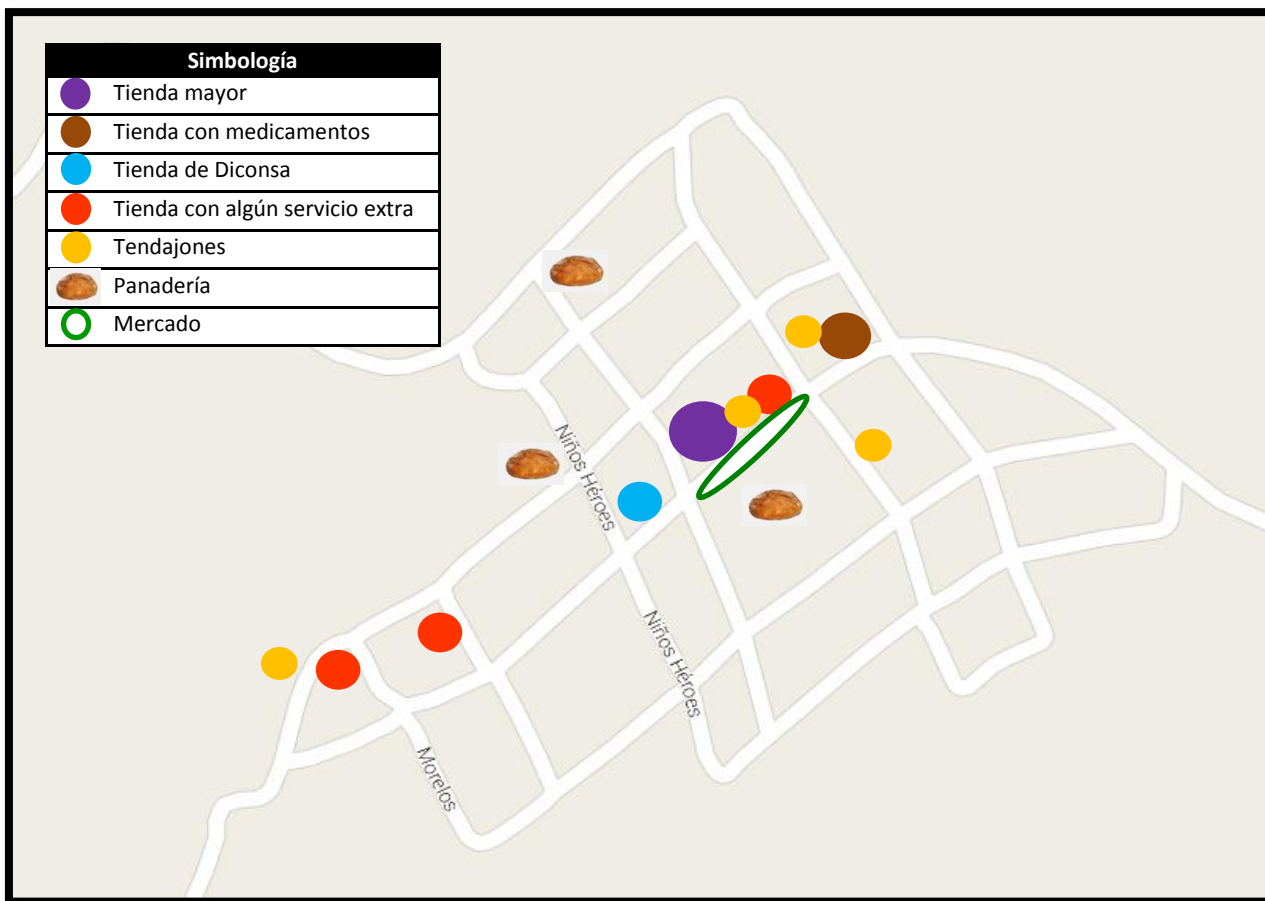 Simbología
Tienda mayor
Tienda con medicamentos
Tienda de Diconsa
Tienda con algún servicio extra
Tendajones
Panadería
Mercado
Niños Héroes
Niños Héroes
Morelos